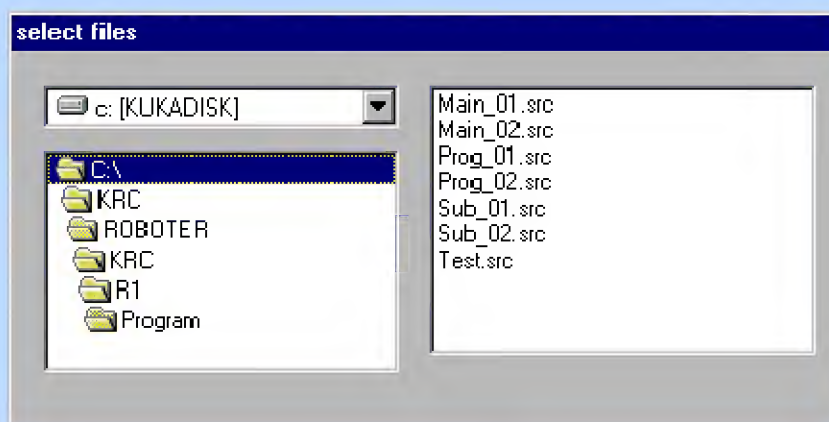 select files
c: [KUKADISK]
C:\
KRC
ROBOTER
KRC
R1
Program
Main_01.src
Main_02.src
Prog_01.src
Prog_02.src
Sub_01.src
Sub_02.src
Test.src